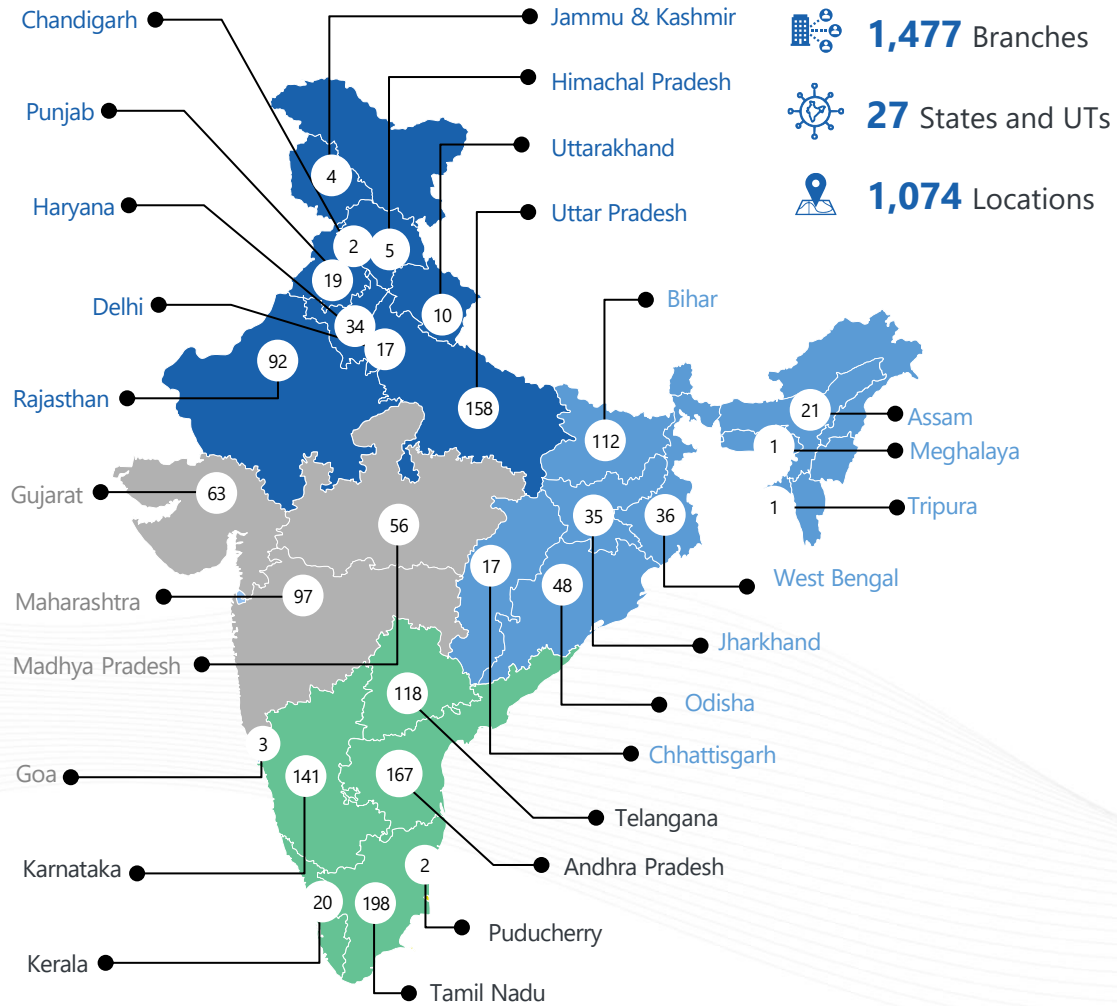 Chandigarh
Jammu & Kashmir
1,477 Branches
Himachal Pradesh
Punjab
27 States and UTs
Uttarakhand
4
Haryana
Uttar Pradesh
1,074 Locations
2
5
19
Delhi
Bihar
10
34
17
92
Rajasthan
158
21
Assam
112
1
Meghalaya
Gujarat
63
56
35
36
1
Tripura
17
48
West Bengal
Maharashtra
97
Jharkhand
Madhya Pradesh
118
Odisha
3
Chhattisgarh
Goa
141
167
Telangana
Karnataka
2
Andhra Pradesh
20
198
Puducherry
Kerala
Tamil Nadu